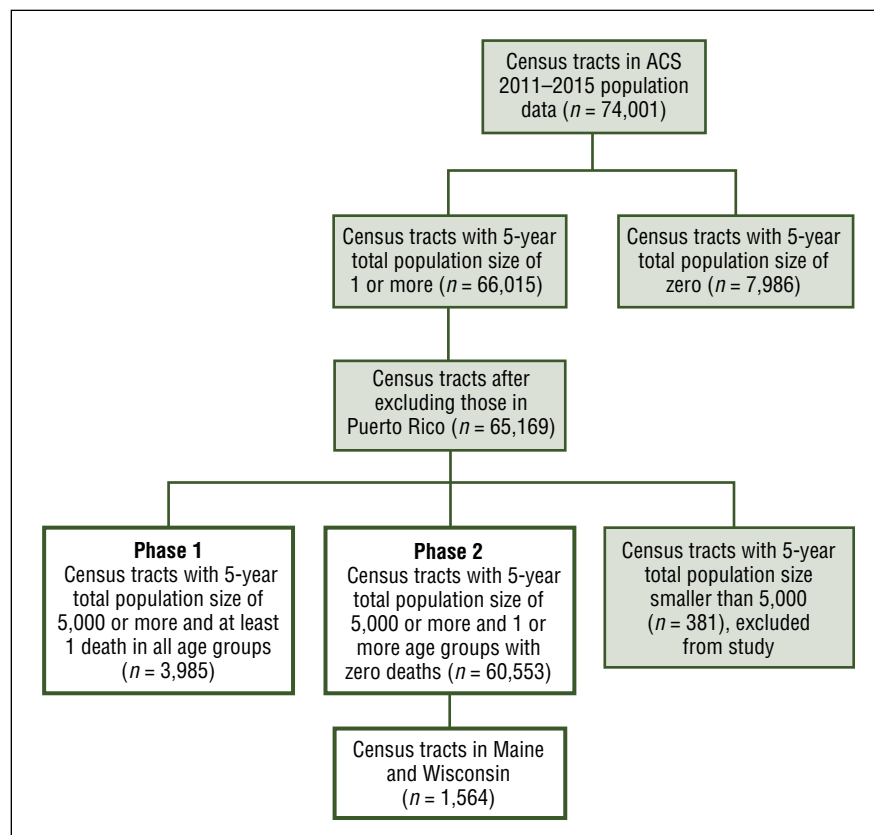 Census tracts in ACS
2011–2015 population
data (n = 74,001)
Census tracts with 5-year
total population size of
1 or more (n = 66,015)
Census tracts with 5-year
total population size of
zero (n = 7,986)
Census tracts after
excluding those in
Puerto Rico (n = 65,169)
Phase 1
Census tracts with 5-year
total population size of
5,000 or more and at least
1 death in all age groups
(n = 3,985)
Phase 2
Census tracts with 5-year
total population size of
5,000 or more and 1 or
more age groups with
zero deaths (n = 60,553)
Census tracts with 5-year
total population size
smaller than 5,000
(n = 381), excluded
from study
Census tracts in Maine
and Wisconsin
(n = 1,564)